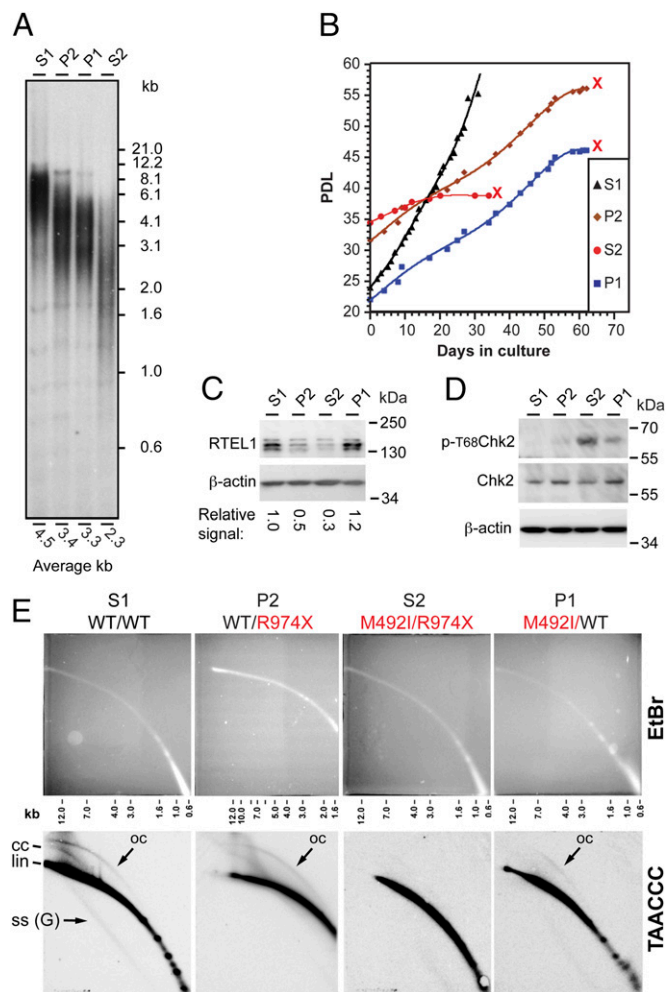 A
S1 P2 P1 S2
kb
21.0
12.2
8.1
6.1
4.1
3.1
2.0
1.6
1.0
0.6
4.5 3.4 3.3 2.3
Average kb
B
PDL
60
55
50
45
40
35
30
25
20
0 10 20 30 40 50 60 70
Days in culture
X
X
X
S1
P2
S2
P1
C
S1 P2 S2 P1 kDa
RTEL1
250
130
β-actin
34
Relative signal: 1.0 0.5 0.3 1.2
D
S1 P2 S2 P1 kDa
p-T68Chk2
70
55
Chk2
70
55
β-actin
34
E
S1 P2 S2 P1
WT/WT WT/R974X M492I/R974X M492I/WT
EtBr
kb 12.0 7.0 4.0 3.0 1.6 0.6 12.0 10.0 7.0 5.0 4.0 3.0 2.0 1.6 12.0 7.0 4.0 3.0 1.6 1.0 0.6 12.0 7.0 4.0 3.0 1.6 1.0 0.6
cc
lin
oc
oc
oc
ss (G)
TAACCC